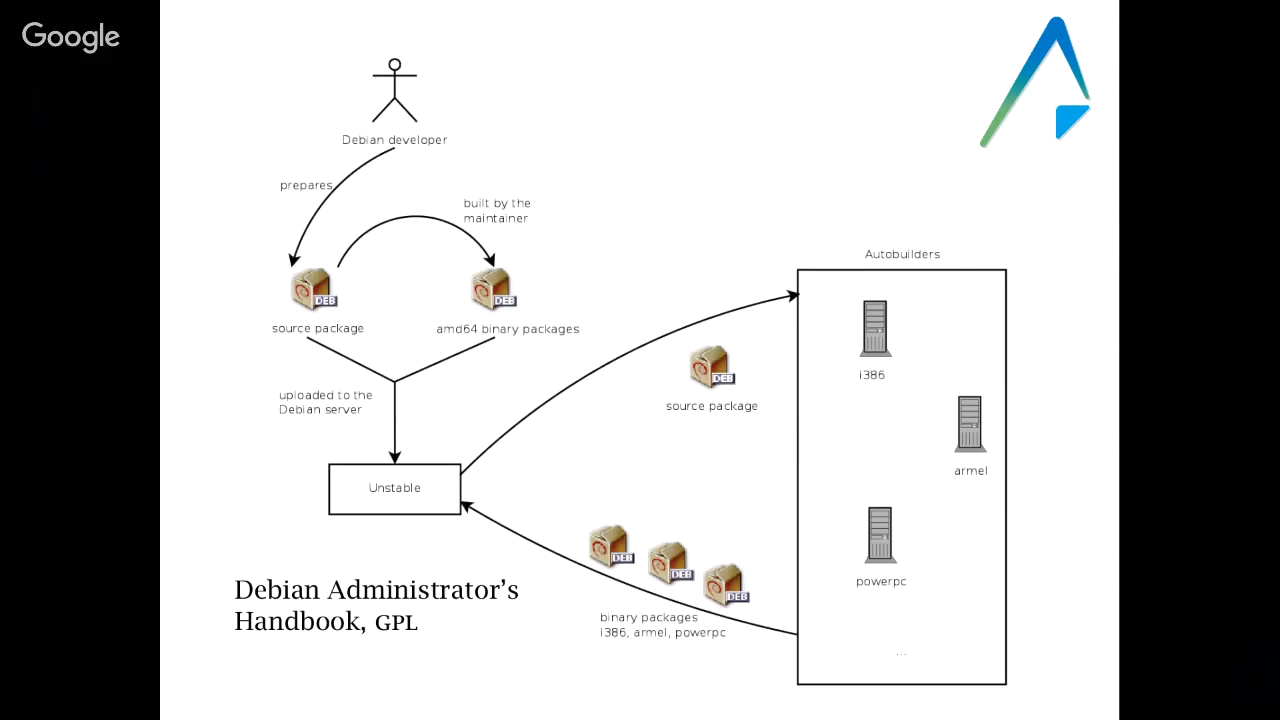 Google
Debian developer
prepares
built by the
maintainer
DEB
DEB
source package
amd64 binary packages
uploaded to the
Debian server
Unstable
Autobuilders
i386
DEB
source package
armel
powerpc
...
DEB
DEB
DEB
binary packages
i386, armel, powerpc
Debian Administrator’s
Handbook, GPL